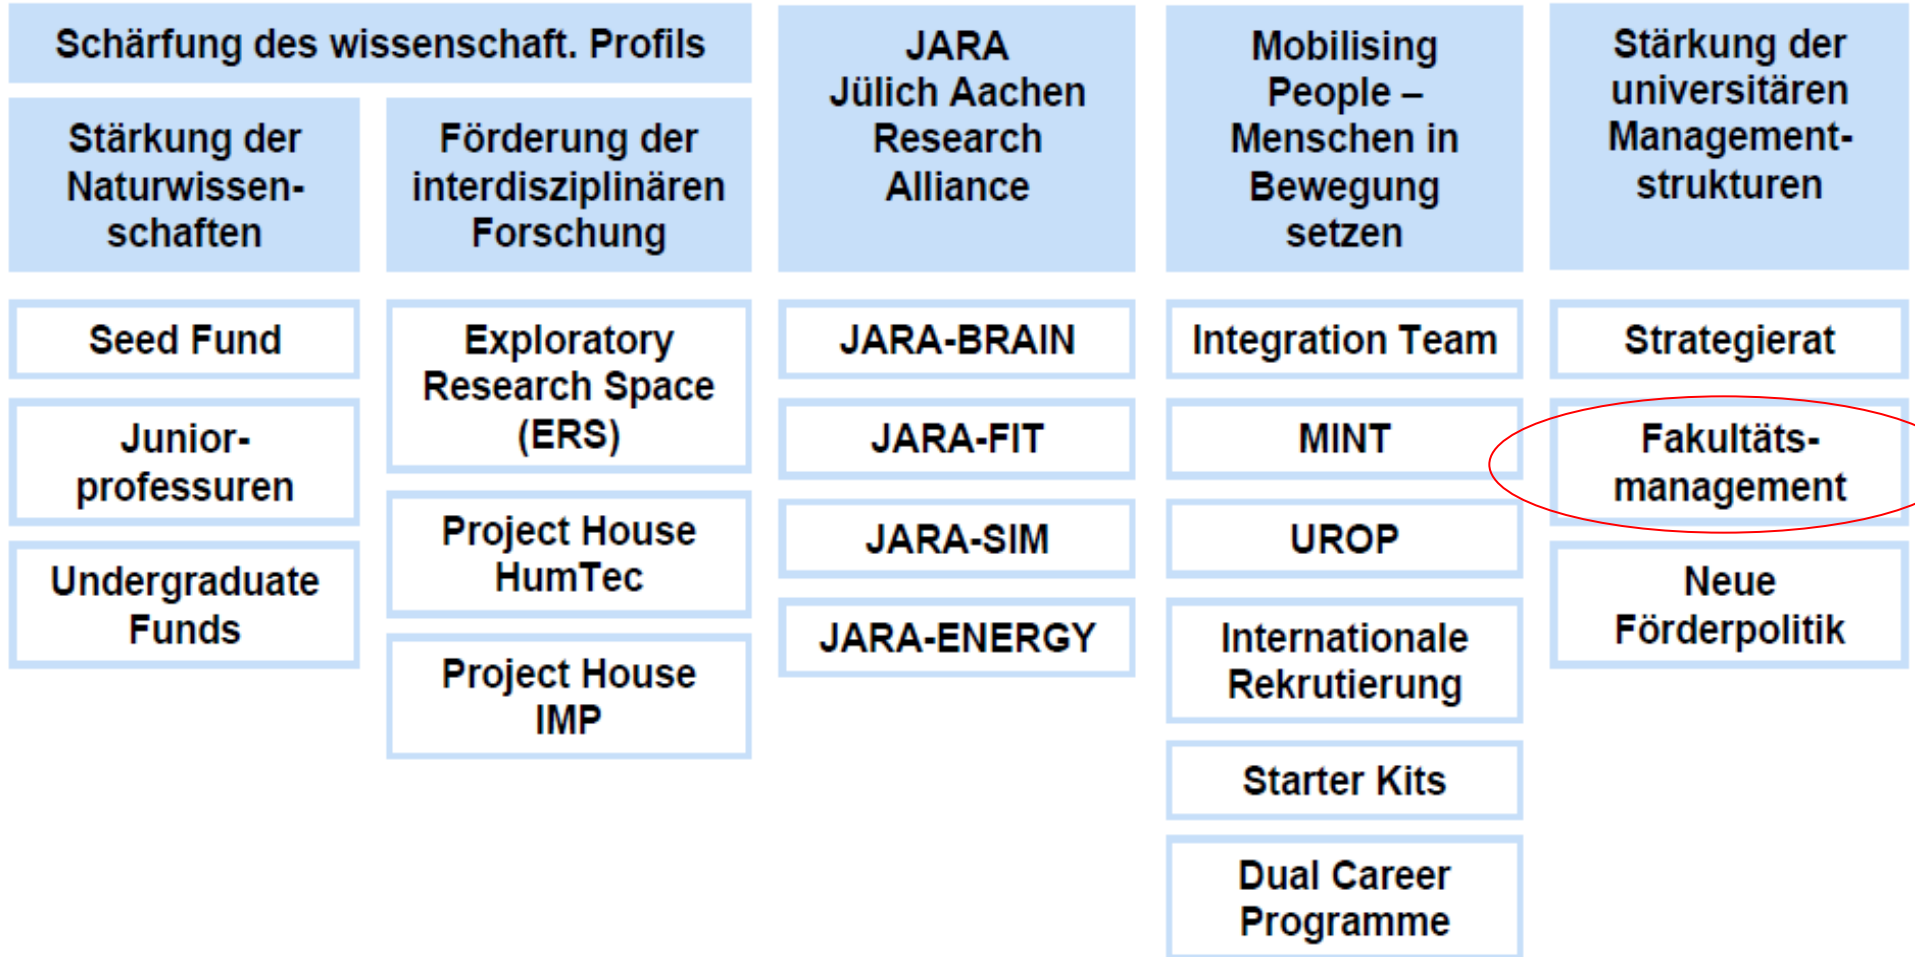 Schärfung des wissenschaft. Profils
Stärkung der
Naturwissen-
schaften
Seed Fund
Junior-
professuren
Undergraduate
Funds
Förderung der
interdisziplinären
Forschung
Exploratory
Research Space
(ERS)
Project House
HumTec
Project House
IMP
JARA
Jülich Aachen
Research
Alliance
JARA-BRAIN
JARA-FIT
JARA-SIM
JARA-ENERGY
Mobilising
People –
Menschen in
Bewegung
setzen
Integration Team
MINT
UROP
Internationale
Rekrutierung
Starter Kits
Dual Career
Programme
Stärkung der
universitären
Management-
strukturen
Strategierat
Fakultäts-
management
Neue
Förderpolitik